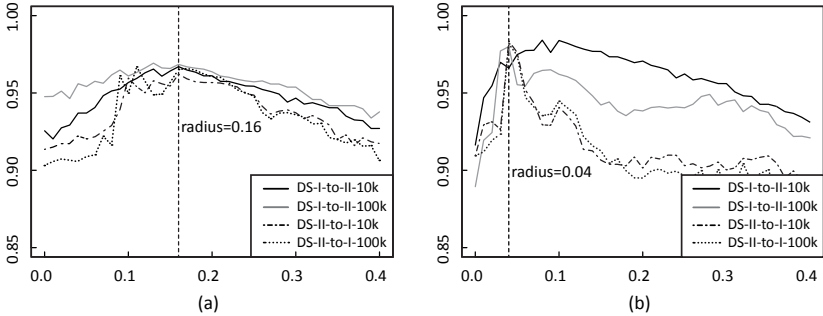 1.00
0.95
0.90
0.85
radius=0.16
DS-I-to-II-10k
DS-I-to-II-100k
DS-II-to-I-10k
DS-II-to-I-100k
0.0 0.1 0.2 0.3 0.4
(a)
1.00
0.95
0.90
0.85
radius=0.04
DS-I-to-II-10k
DS-I-to-II-100k
DS-II-to-I-10k
DS-II-to-I-100k
0.0 0.1 0.2 0.3 0.4
(b)